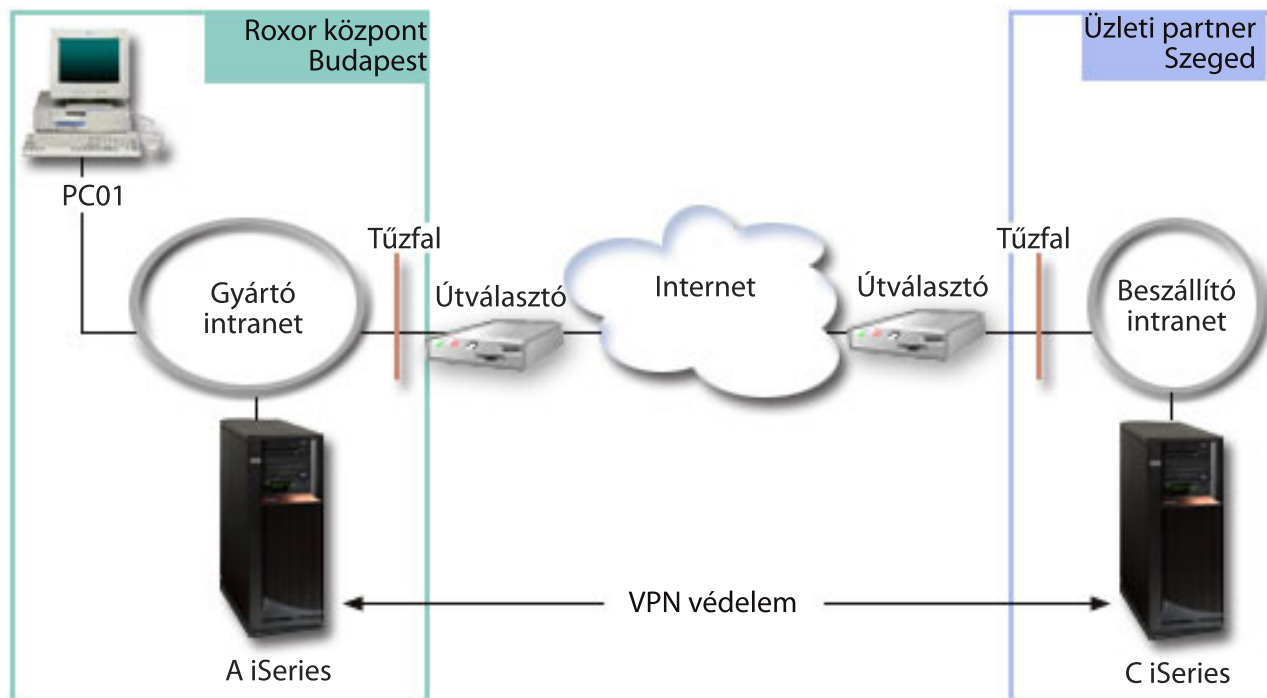 Roxor központ
Budapest
Üzleti partner
Szeged
PC01
Tűzfal
Tűzfal
Gyártó
intranet
Útválasztó
Internet
Útválasztó
Beszállító
intranet
VPN védelem
A iSeries
C iSeries